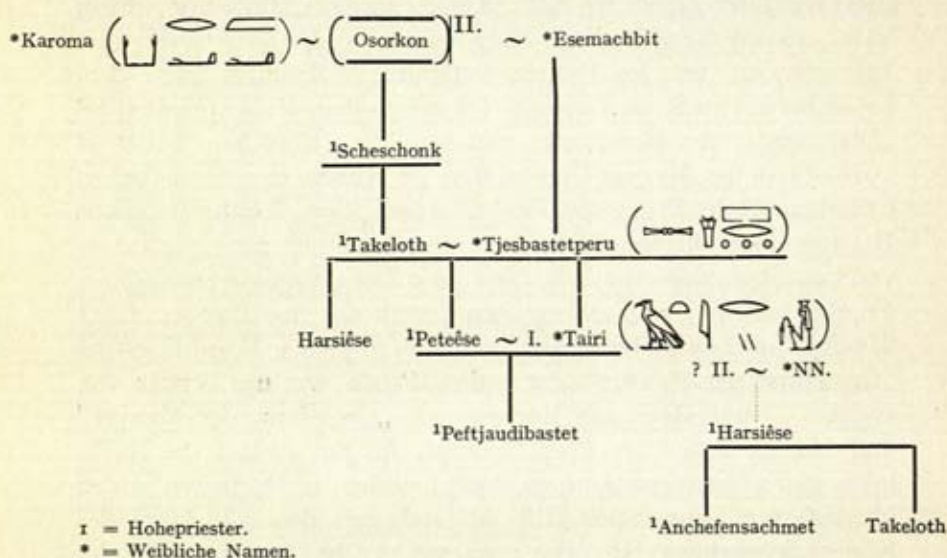 *Karoma ( ) ~ (Osorkon) II. ~ *Esemachbit
¹Scheschonk
¹Takeloth ~ *Tjesbastetperu ( )
Harsiêse ¹Peteêse ~ I. *Tairi ( )
? II. ~ *NN.
¹Peftjaudibastet ¹Harsiêse
¹Anchefensachmet Takeloth
1 = Hohepriester.
* = Weibliche Namen.